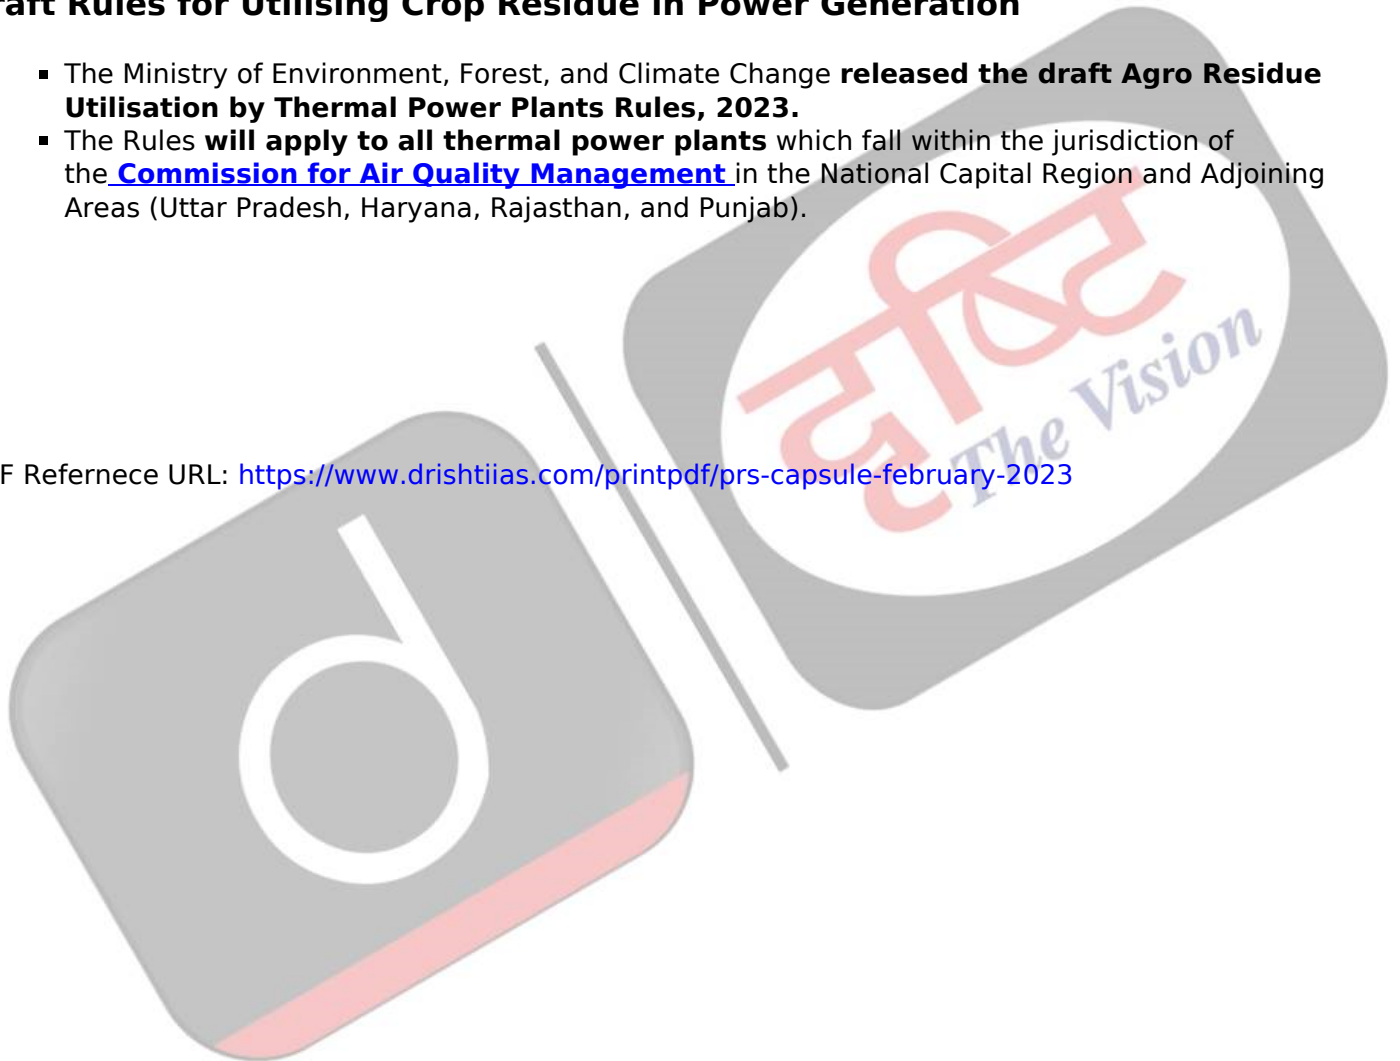 raft Rules for Utilising Crop Residue in Power Generation
▪ The Ministry of Environment, Forest, and Climate Change released the draft Agro Residue
Utilisation by Thermal Power Plants Rules, 2023.
▪ The Rules will apply to all thermal power plants which fall within the jurisdiction of
the Commission for Air Quality Management in the National Capital Region and Adjoining
Areas (Uttar Pradesh, Haryana, Rajasthan, and Punjab).
दृष्टि
The Vision
F Refernece URL: https://www.drishtiias.com/printpdf/prs-capsule-february-2023
d